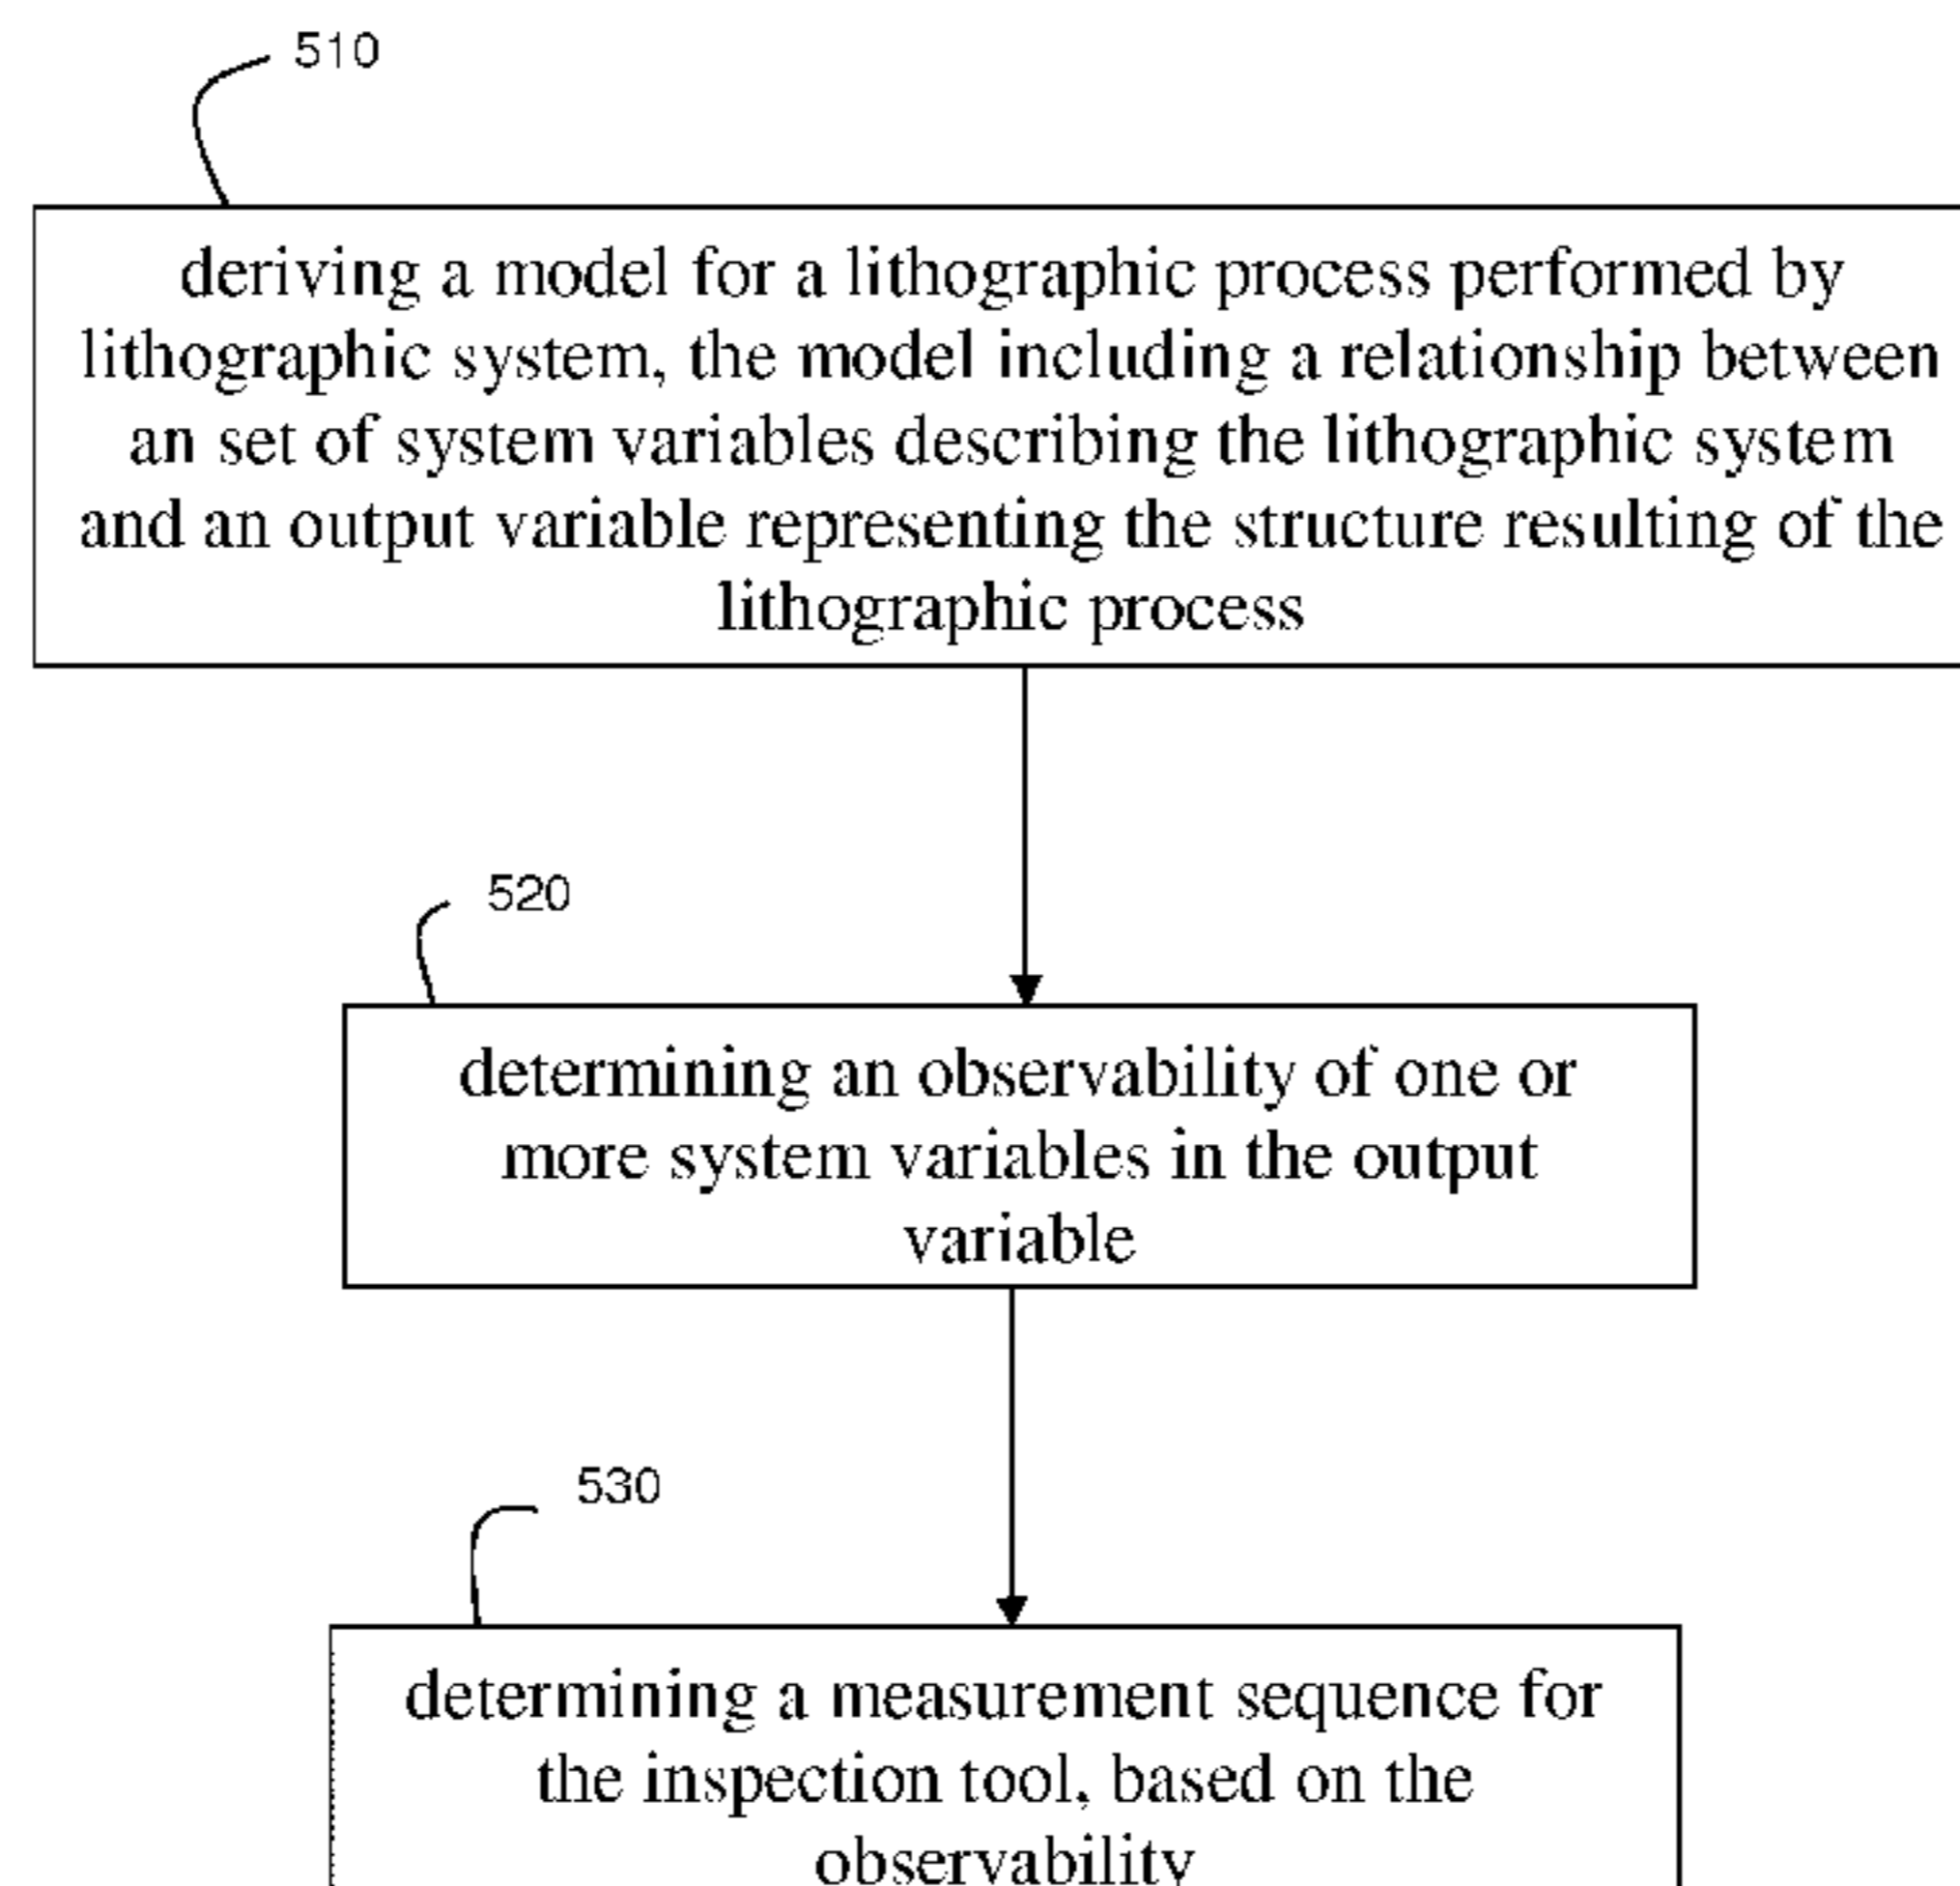 510
deriving a model for a lithographic process performed by
lithographic system, the model including a relationship between
an set of system variables describing the lithographic system
and an output variable representing the structure resulting of the
lithographic process
520
determining an observability of one or
more system variables in the output
variable
530
determining a measurement sequence for
the inspection tool, based on the
observability